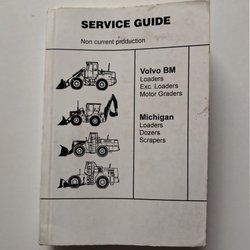 SERVICE GUIDE
Non current production
Volvo BM
Loaders
Exc. Loaders
Motor Graders
Michigan
Loaders
Dozers
Scrapers